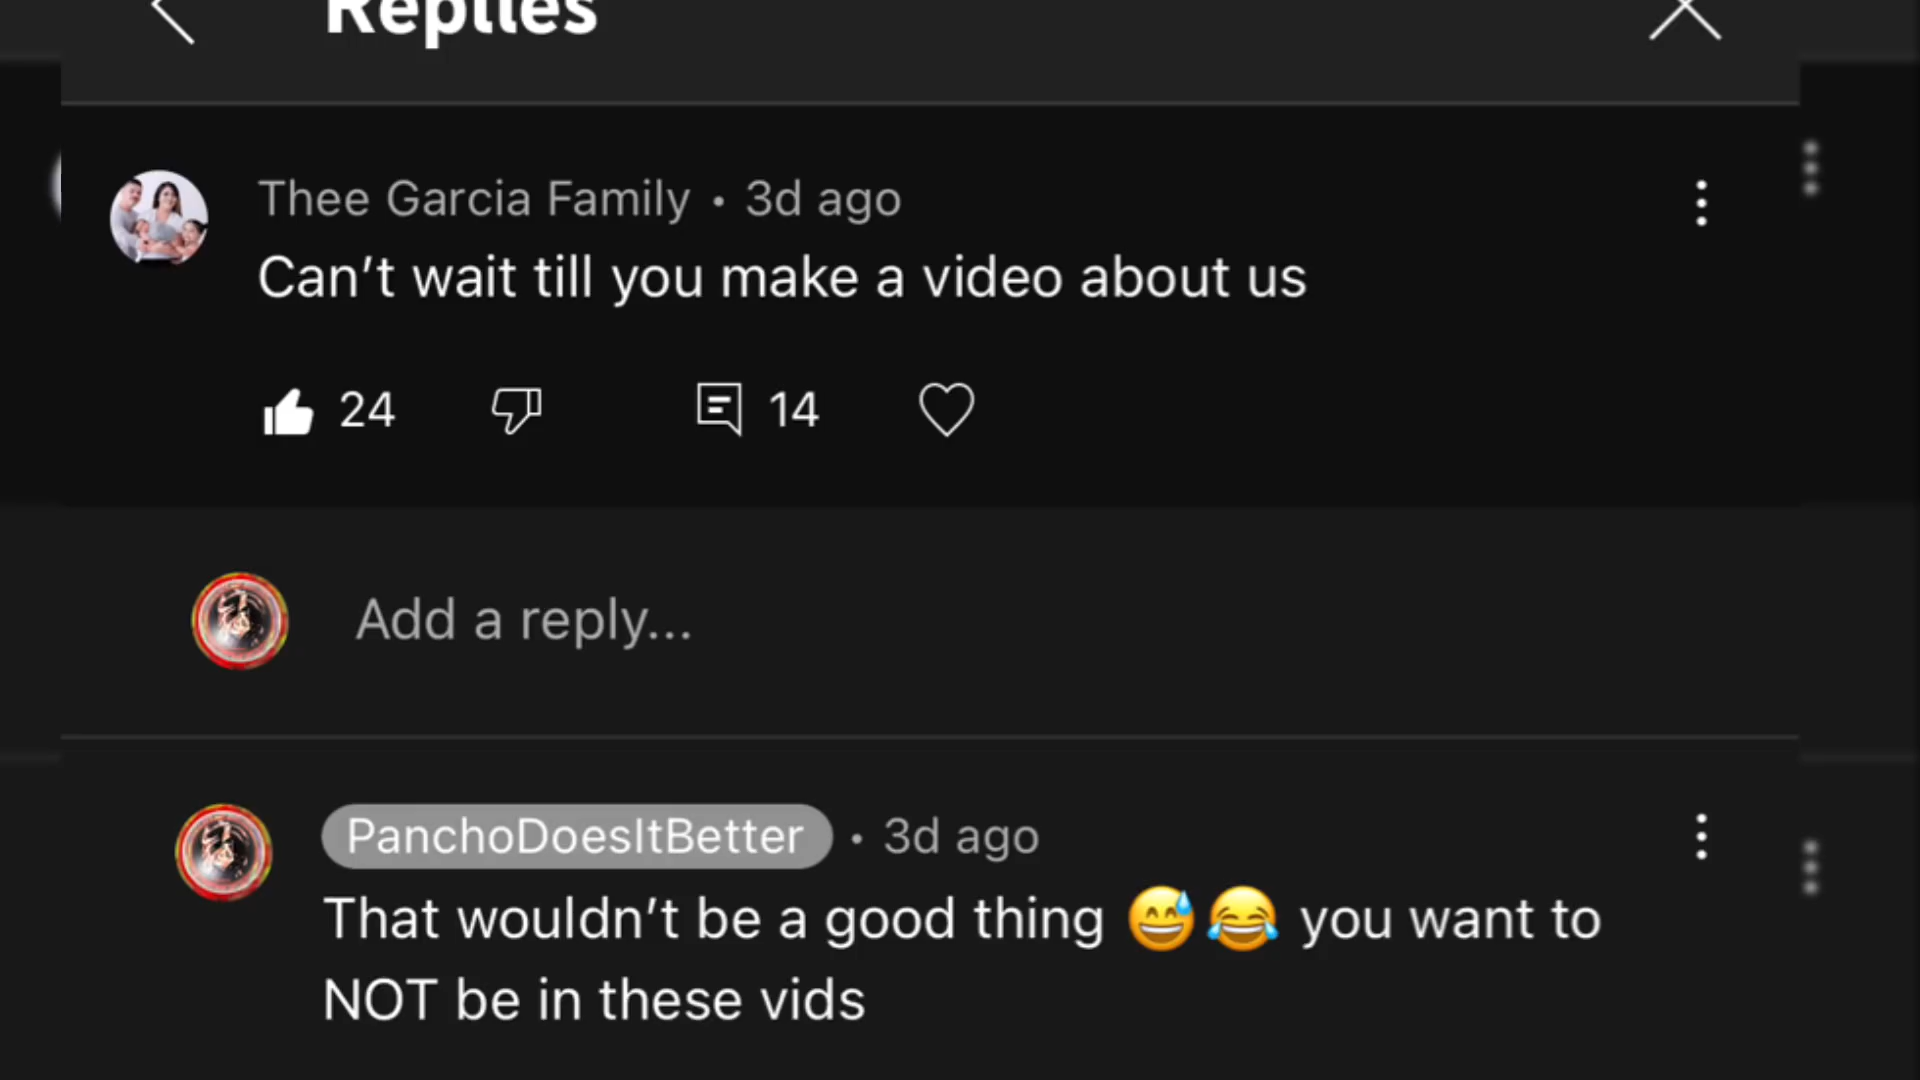 Replies
Thee Garcia Family • 3d ago
Can’t wait till you make a video about us
24 14
Add a reply...
PanchoDoesItBetter • 3d ago
That wouldn’t be a good thing 😅😂 you want to
NOT be in these vids